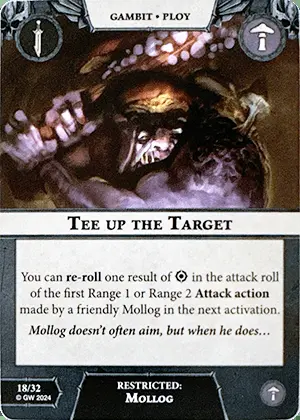 GAMBIT • PLOY
TEE UP THE TARGET
You can re-roll one result of in the attack roll
of the first Range 1 or Range 2 Attack action
made by a friendly Mollog in the next activation.
Mollog doesn't often aim, but when he does…
18/32
© GW 2024
RESTRICTED:
MOLLOG